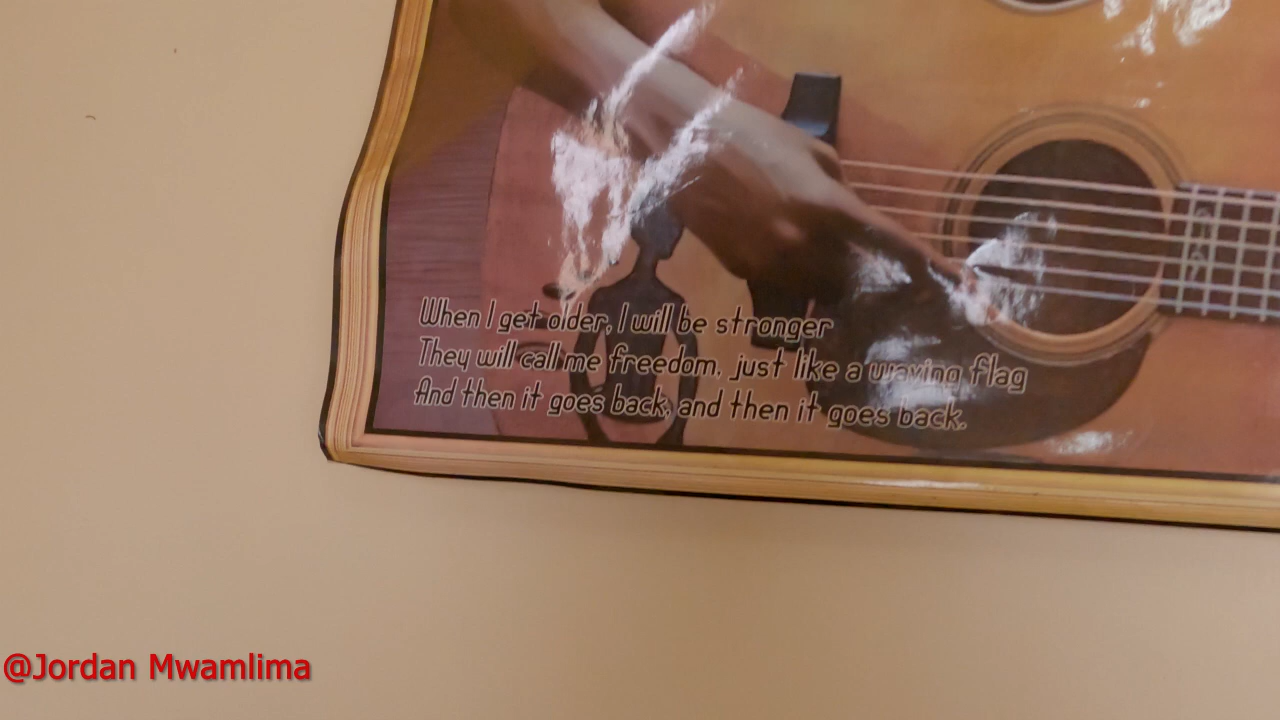 When I get older, I will be stronger
They will call me freedom, just like a waving flag
And then it goes back, and then it goes back.
@Jordan Mwamlima